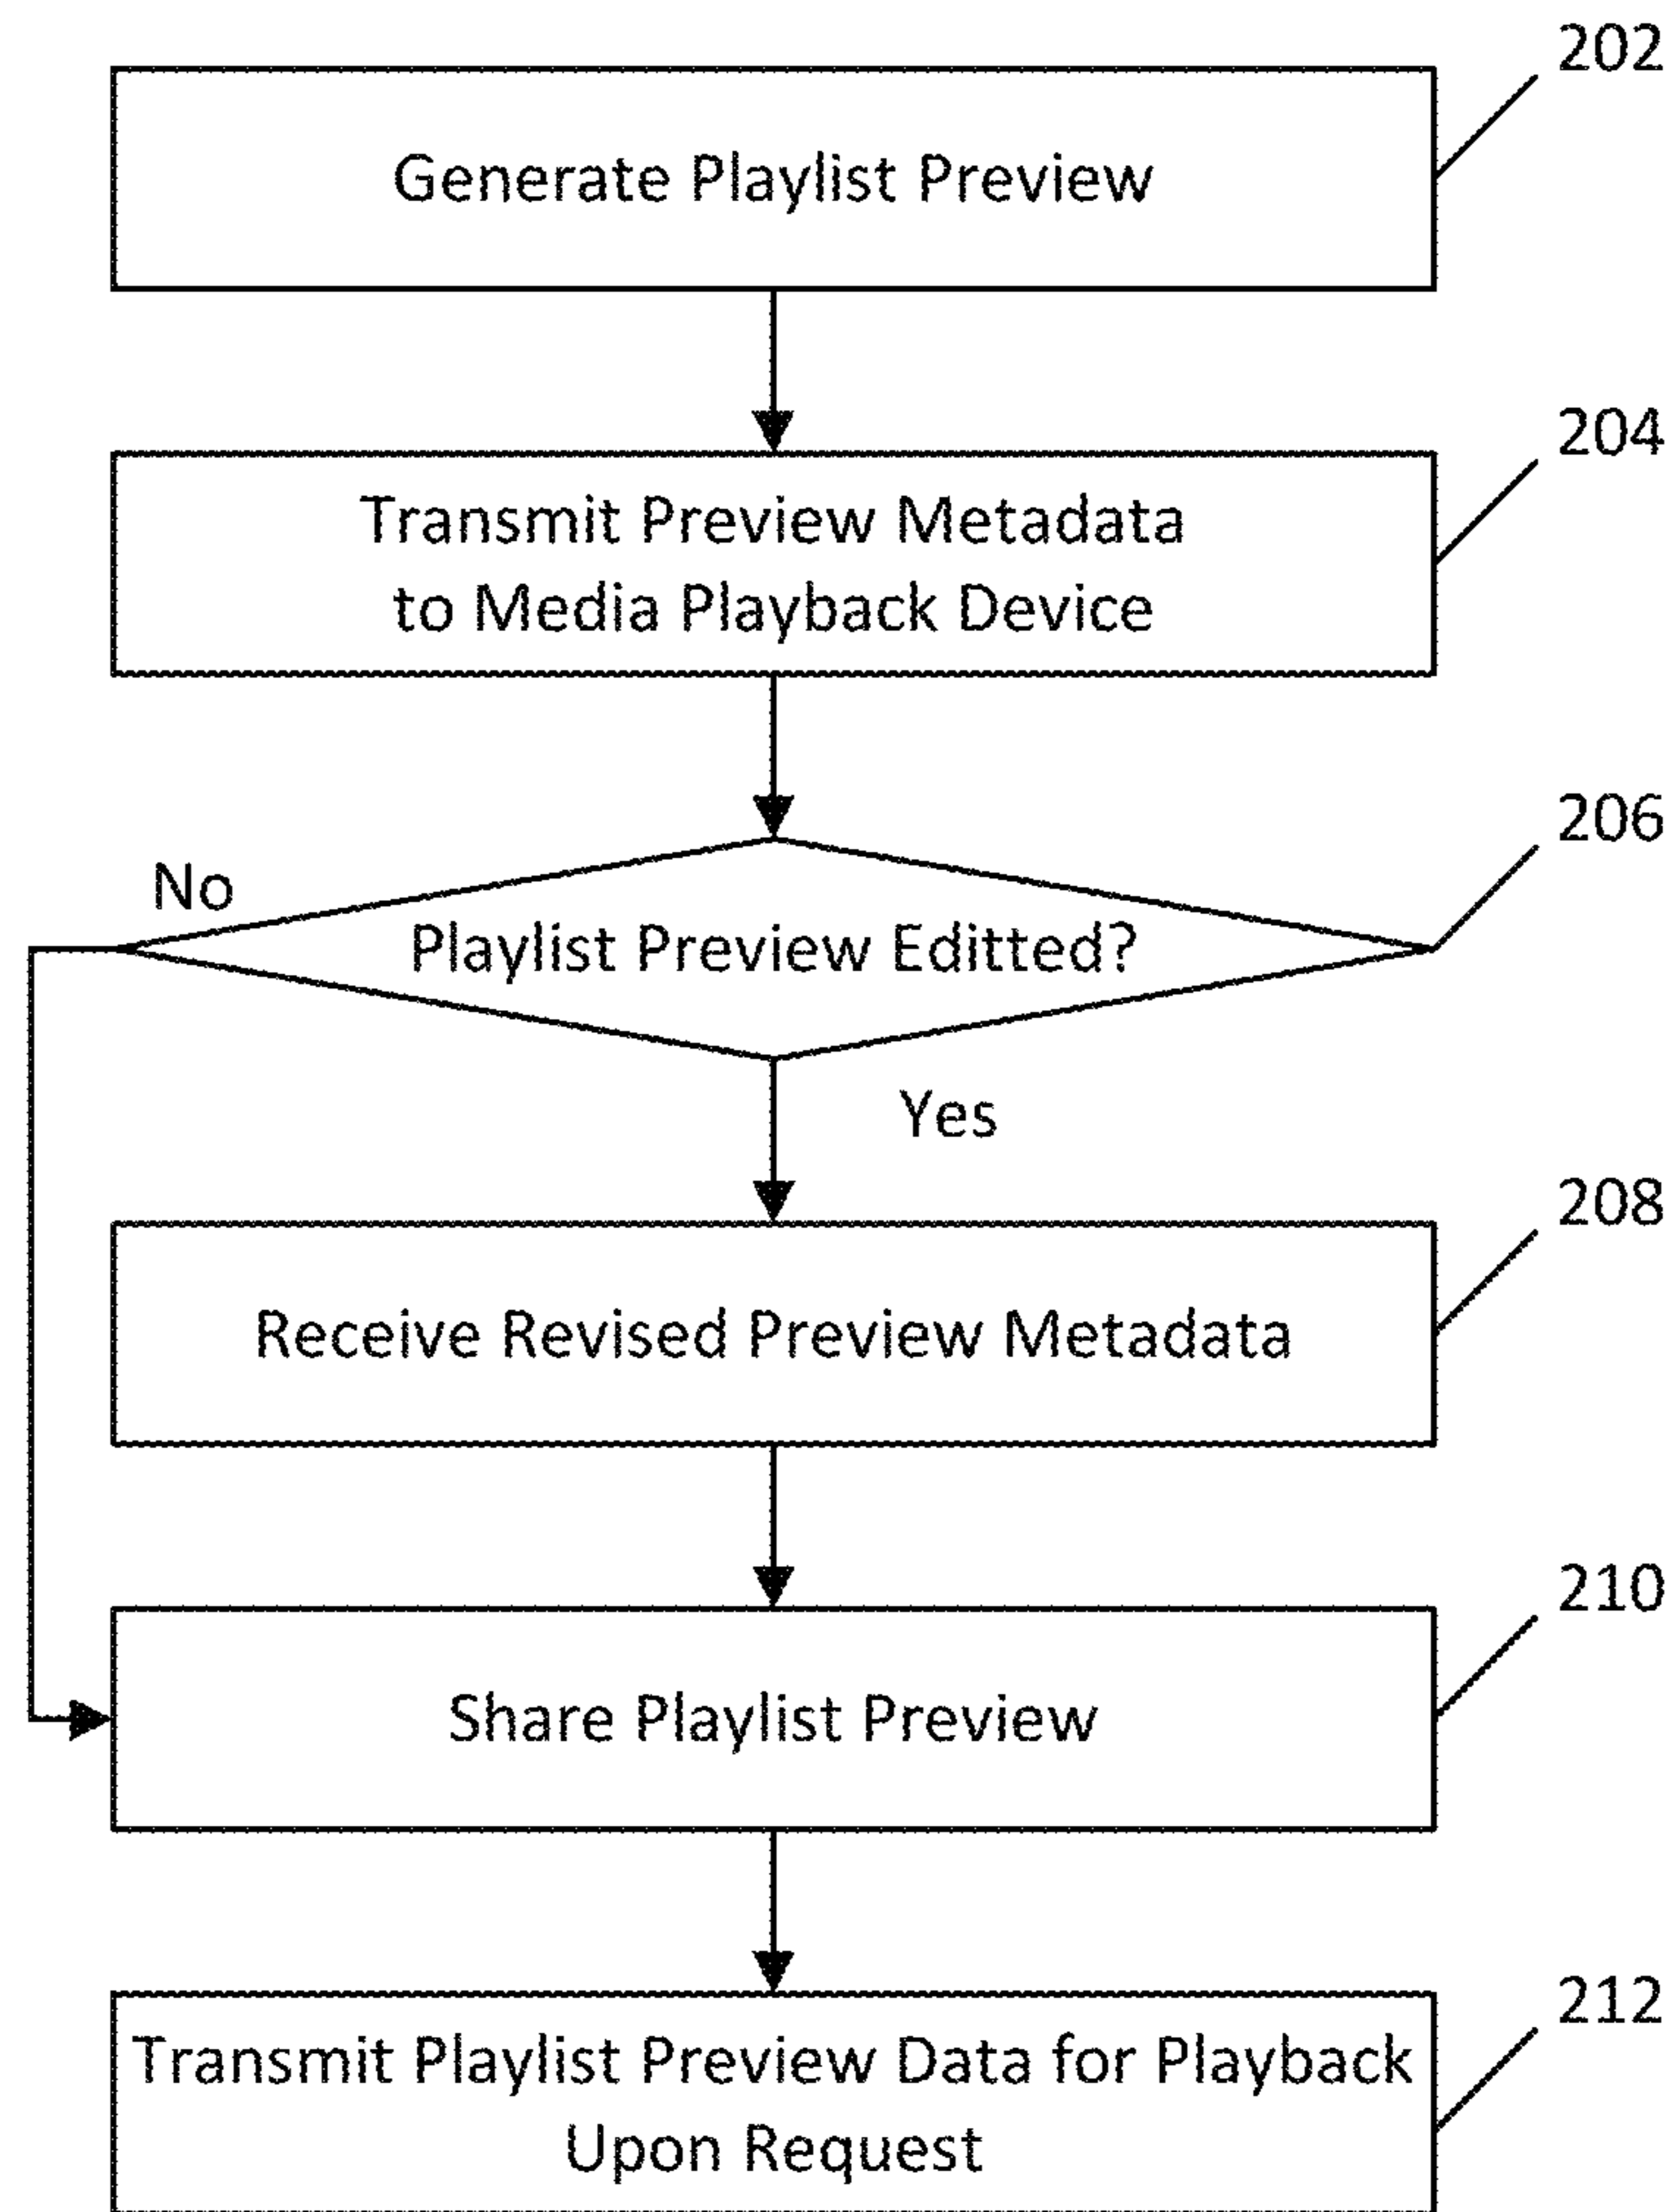 202
Generate Playlist Preview
204
Transmit Preview Metadata
to Media Playback Device
206
No
Playlist Preview Editted?
Yes
208
Receive Revised Preview Metadata
210
Share Playlist Preview
212
Transmit Playlist Preview Data for Playback
Upon Request